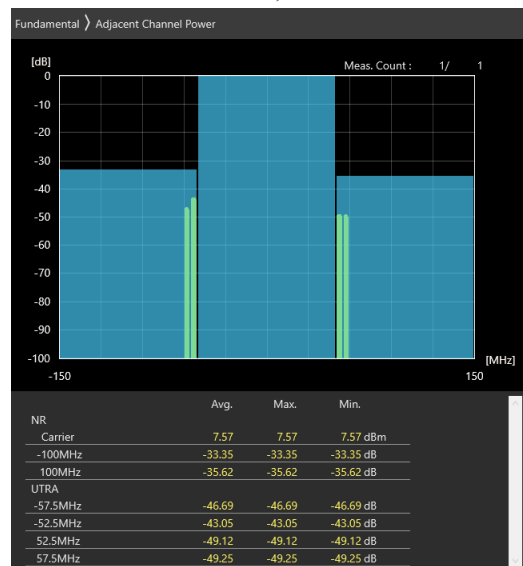 Fundamental ❭ Adjacent Channel Power
[dB]
Meas. Count : 1/ 1
0
-10
-20
-30
-40
-50
-60
-70
-80
-90
-100
[MHz]
-150 150
Avg. Max. Min.
NR
Carrier 7.57 7.57 7.57 dBm
-100MHz -33.35 -33.35 -33.35 dB
100MHz -35.62 -35.62 -35.62 dB
UTRA
-57.5MHz -46.69 -46.69 -46.69 dB
-52.5MHz -43.05 -43.05 -43.05 dB
52.5MHz -49.12 -49.12 -49.12 dB
57.5MHz -49.25 -49.25 -49.25 dB